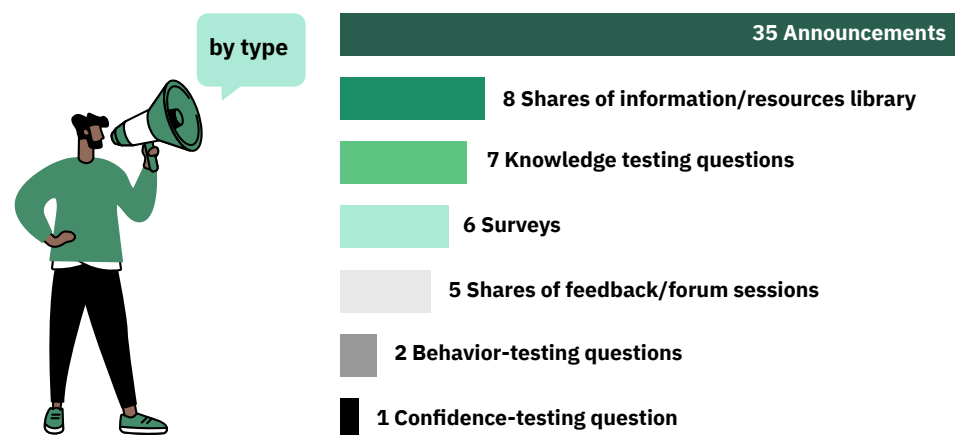 by type
35 Announcements
8 Shares of information/resources library
7 Knowledge testing questions
6 Surveys
5 Shares of feedback/forum sessions
2 Behavior-testing questions
1 Confidence-testing question